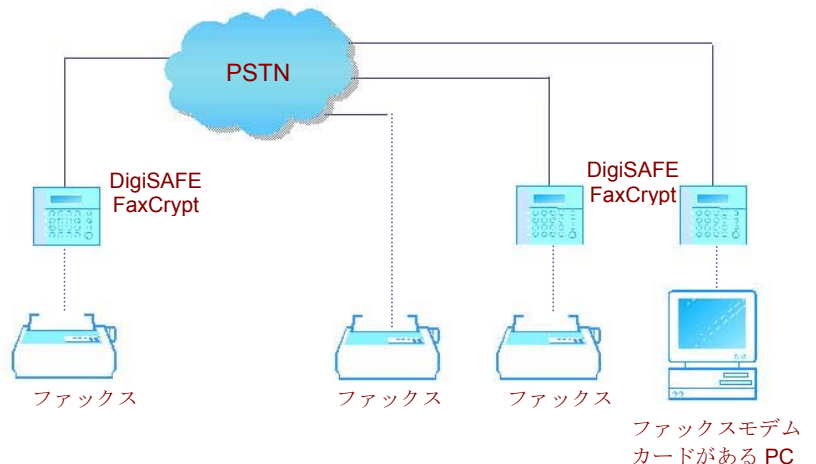 PSTN
DigiSAFE
FaxCrypt
DigiSAFE
FaxCrypt
ファックス
ファックス
ファックス
ファックスモデム
カードがある PC